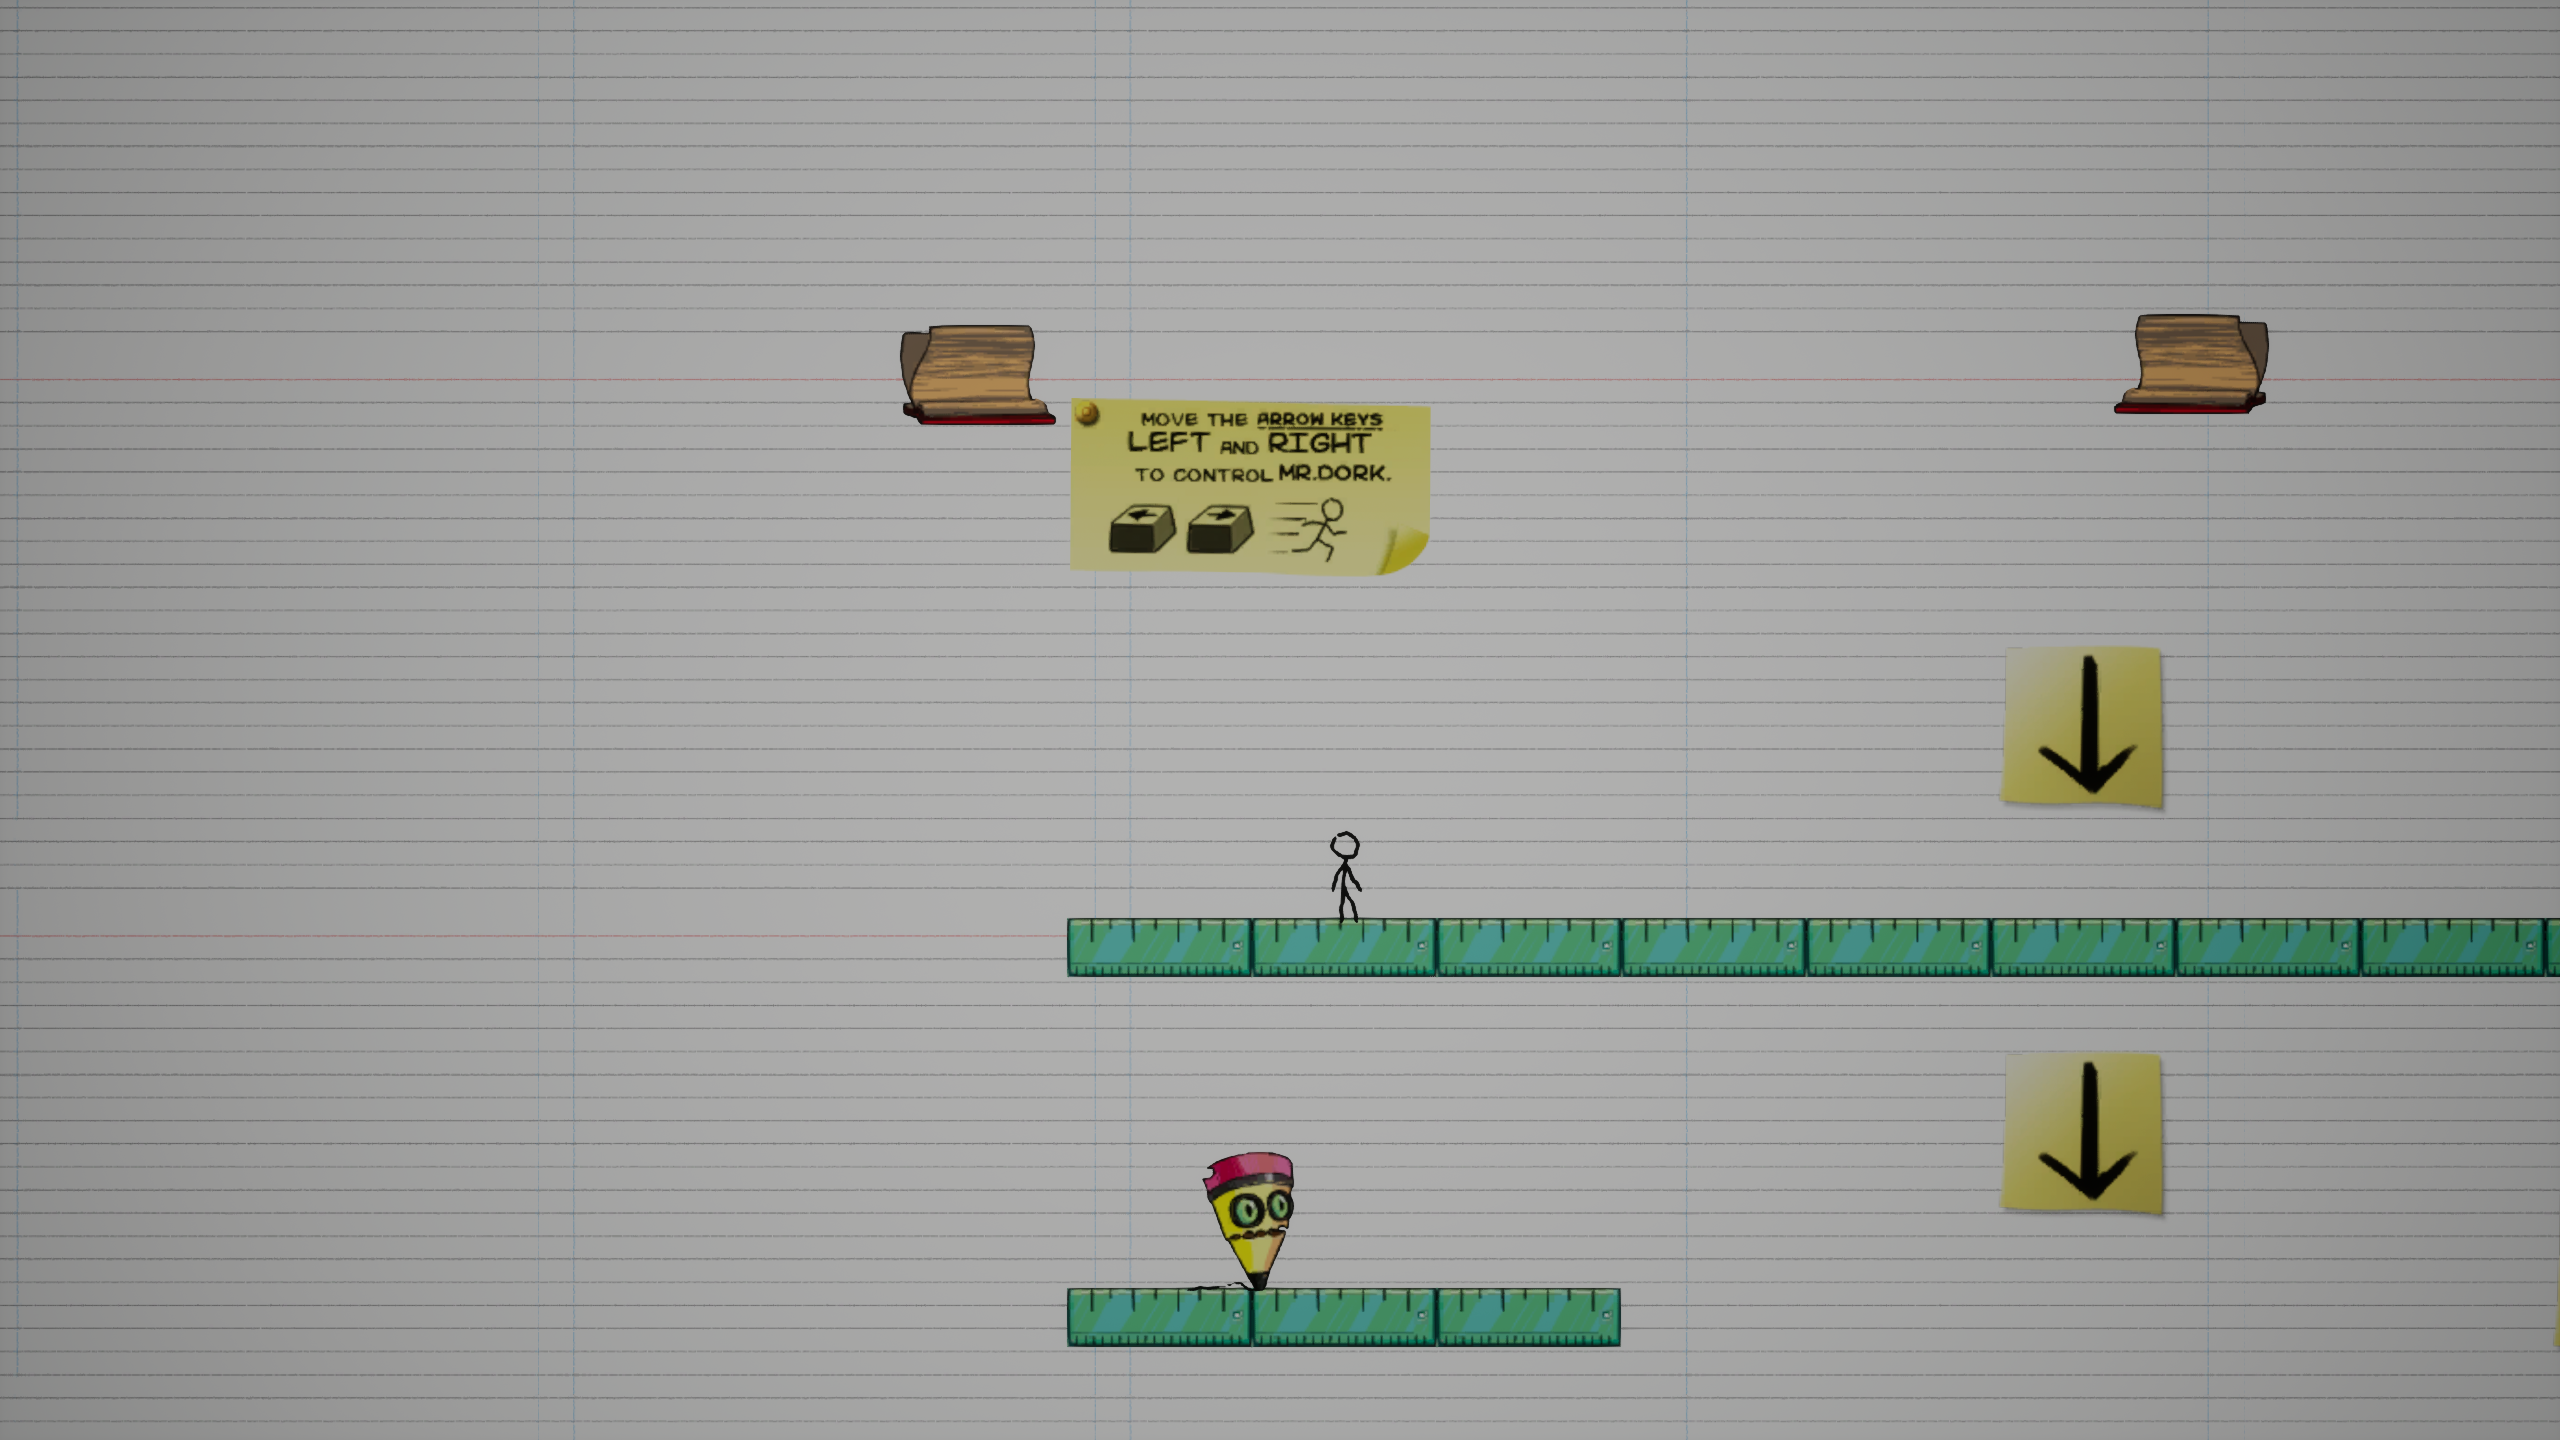 MOVE THE ARROW KEYS
LEFT AND RIGHT
TO CONTROL MR.DORK.